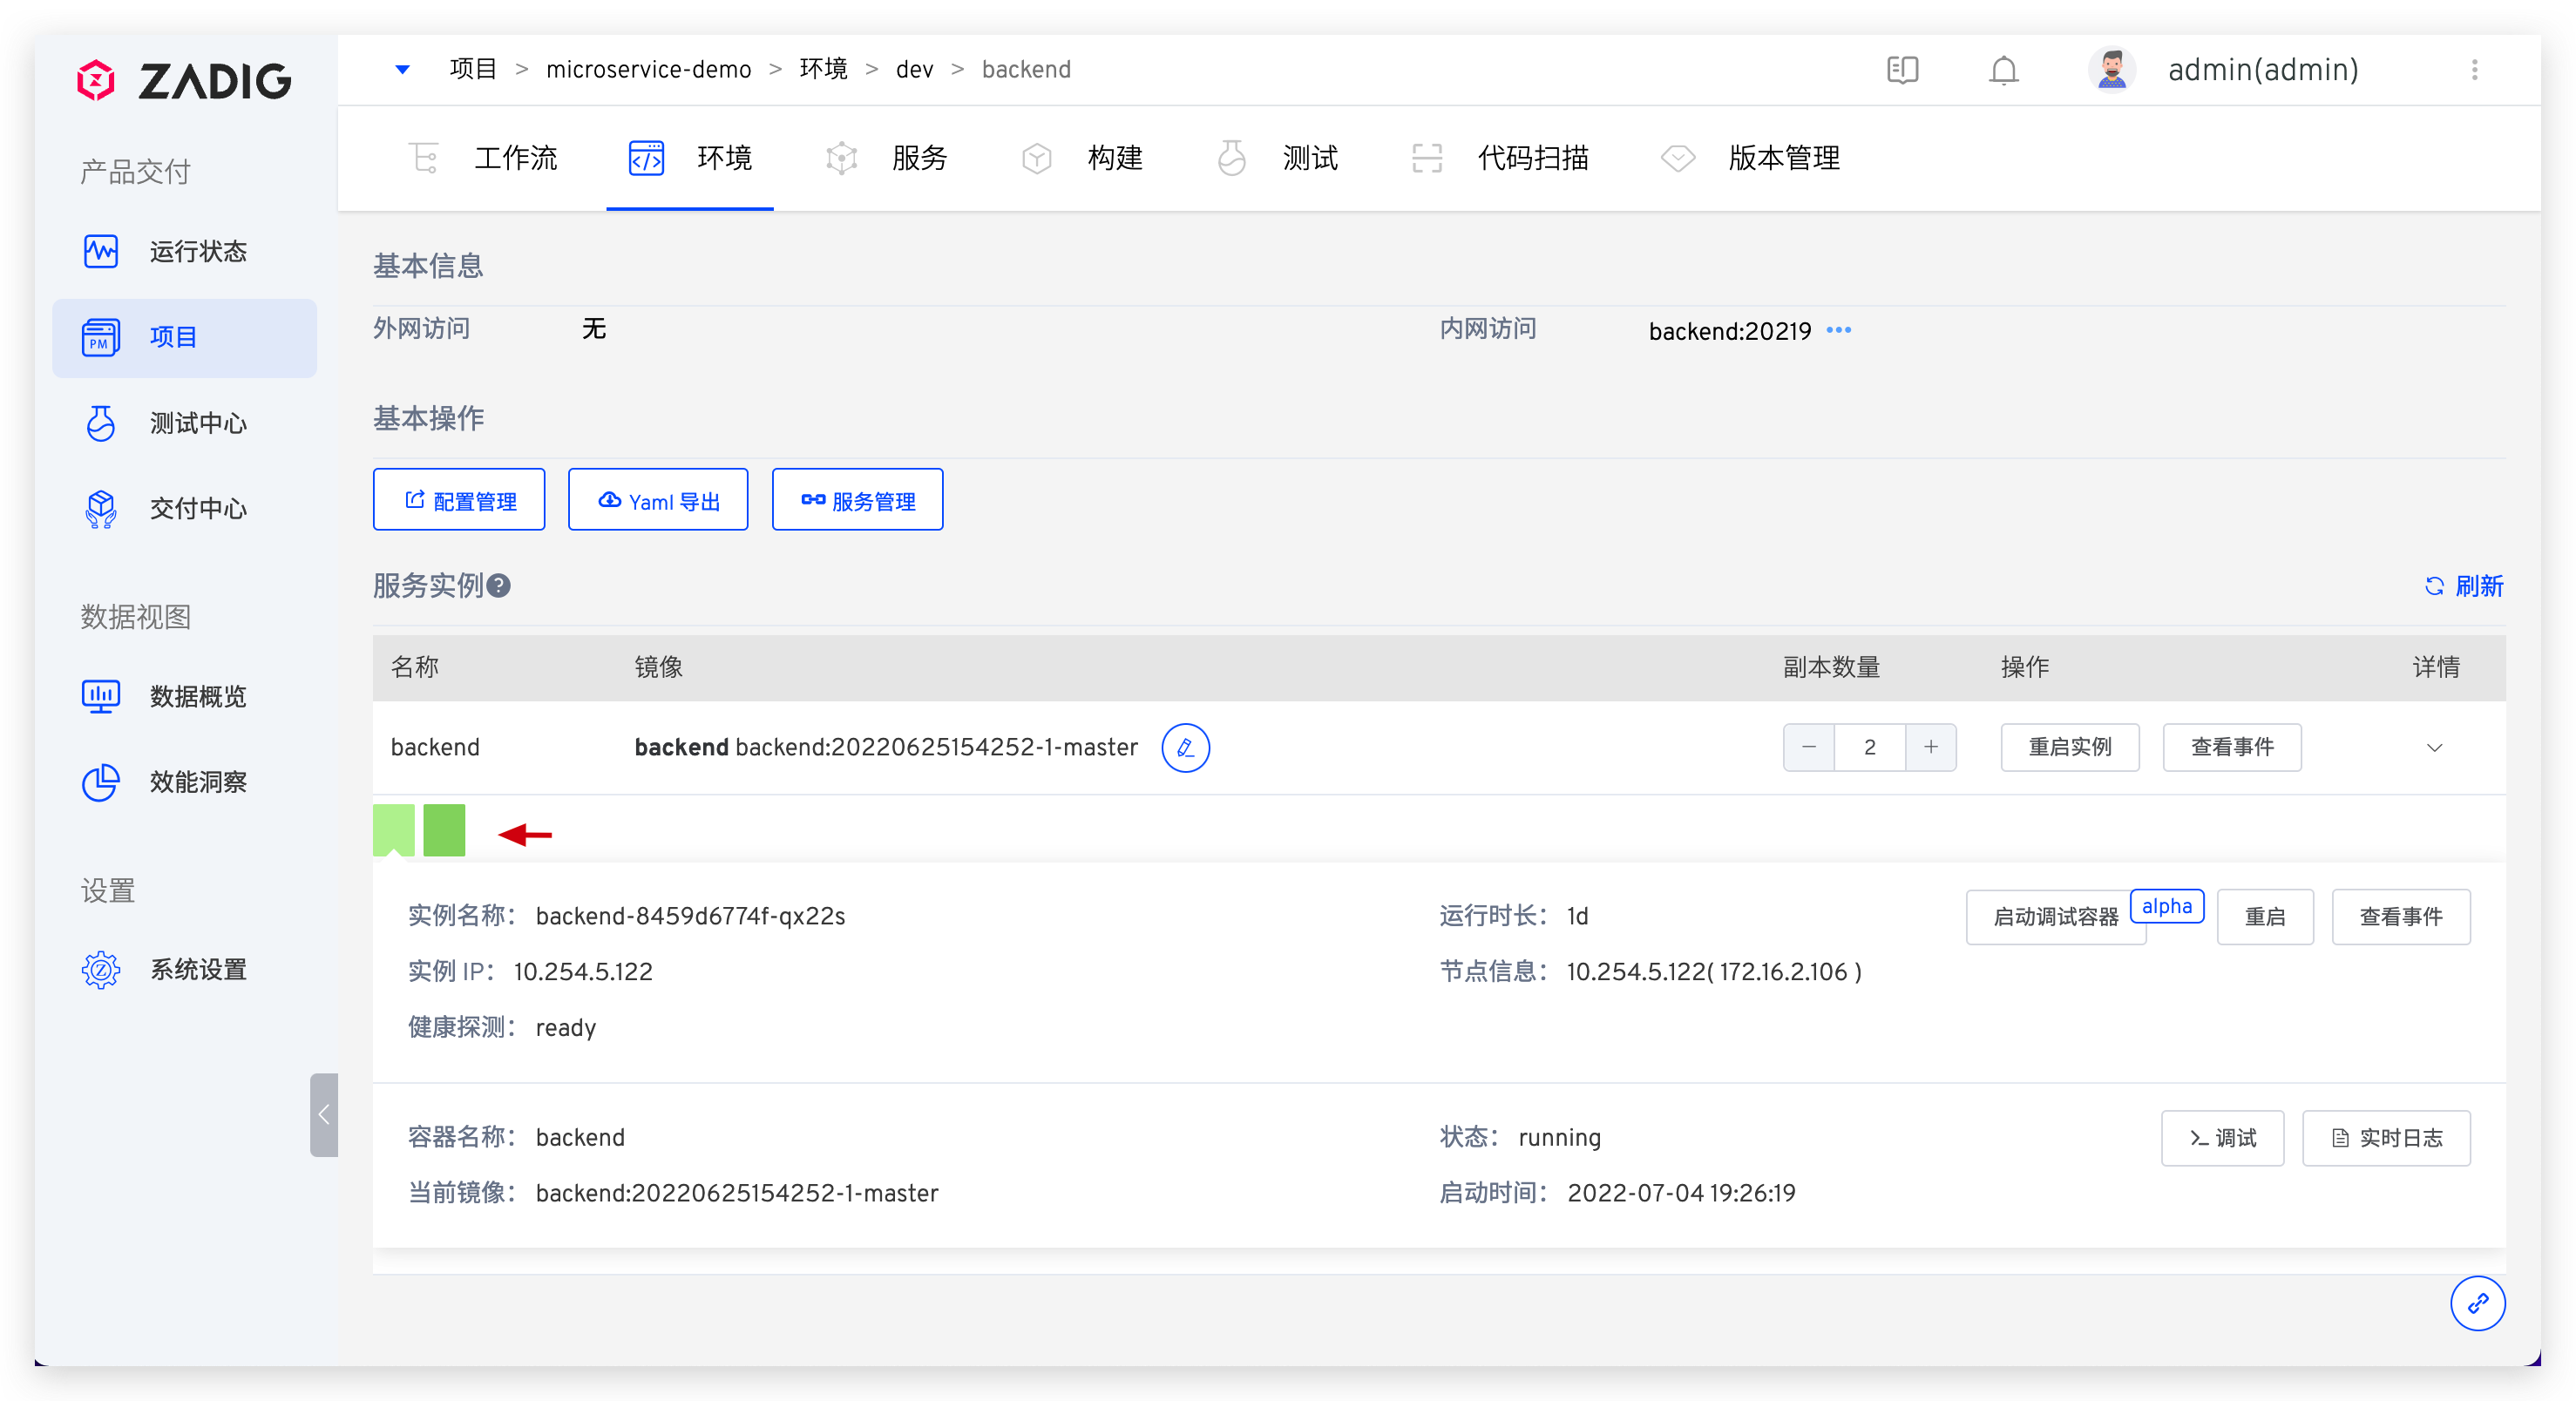 ZADIG
项目 > microservice-demo > 环境 > dev > backend
admin(admin)
工作流 环境 服务 构建 测试 代码扫描 版本管理
产品交付
运行状态
PM 项目
测试中心
交付中心
数据视图
数据概览
效能洞察
设置
系统设置
基本信息
外网访问 无 内网访问 backend:20219 •••
基本操作
配置管理 Yaml 导出 服务管理
服务实例? 刷新
名称 镜像 副本数量 操作 详情
backend backend backend:20220625154252-1-master − 2 + 重启实例 查看事件
实例名称： backend-8459d6774f-qx22s 运行时长： 1d 启动调试容器 alpha 重启 查看事件
实例 IP： 10.254.5.122 节点信息： 10.254.5.122( 172.16.2.106 )
健康探测： ready
容器名称： backend 状态： running >_ 调试 实时日志
当前镜像： backend:20220625154252-1-master 启动时间： 2022-07-04 19:26:19